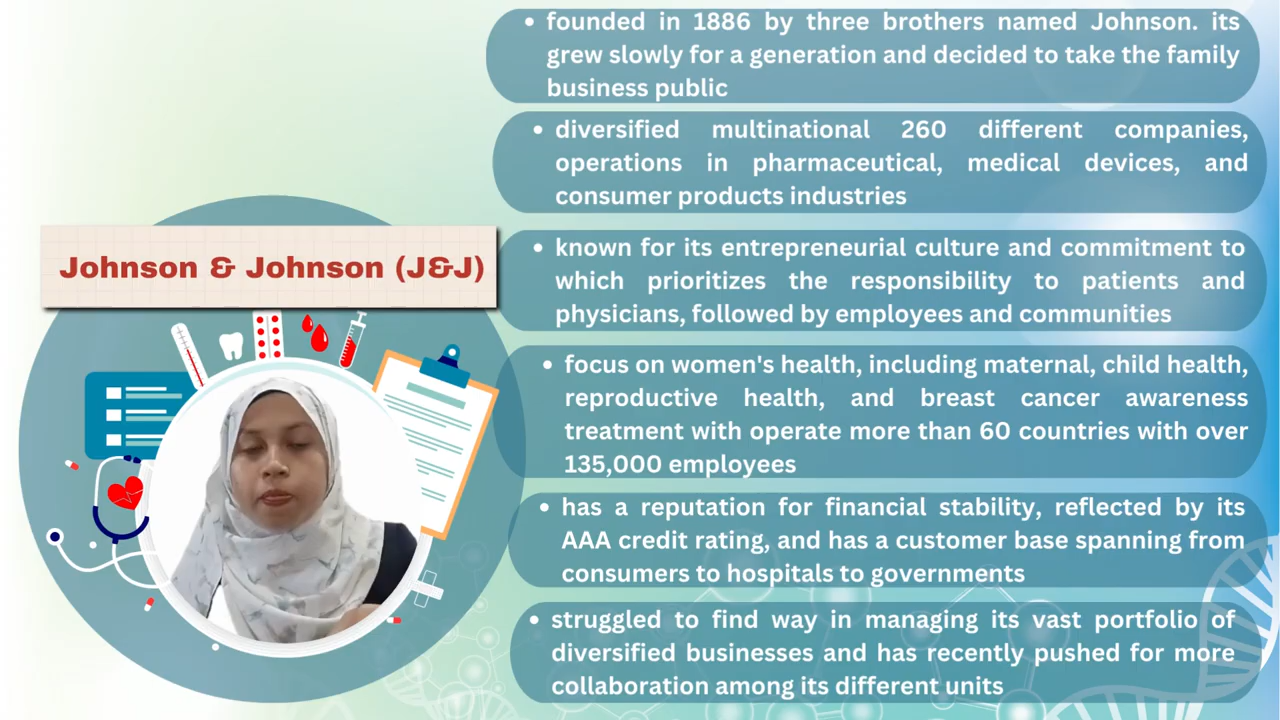 Johnson & Johnson (J&J)
• founded in 1886 by three brothers named Johnson. its
grew slowly for a generation and decided to take the family
business public
• diversified multinational 260 different companies,
operations in pharmaceutical, medical devices, and
consumer products industries
• known for its entrepreneurial culture and commitment to
which prioritizes the responsibility to patients and
physicians, followed by employees and communities
• focus on women's health, including maternal, child health,
reproductive health, and breast cancer awareness
treatment with operate more than 60 countries with over
135,000 employees
• has a reputation for financial stability, reflected by its
AAA credit rating, and has a customer base spanning from
consumers to hospitals to governments
• struggled to find way in managing its vast portfolio of
diversified businesses and has recently pushed for more
collaboration among its different units